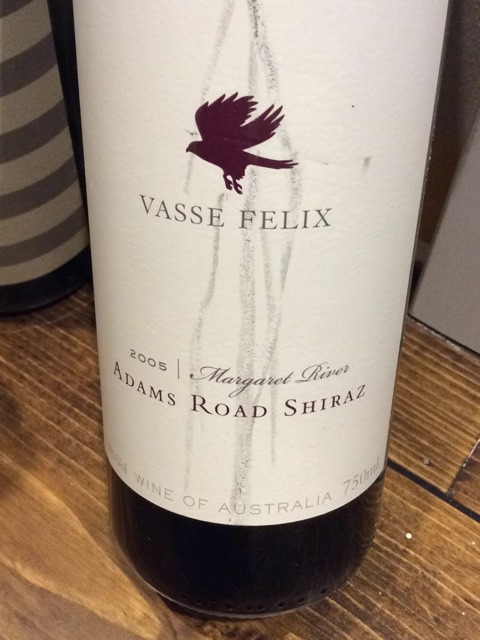 VASSE FELIX
2005 | Margaret River
ADAMS ROAD SHIRAZ
WINE OF AUSTRALIA 750mL